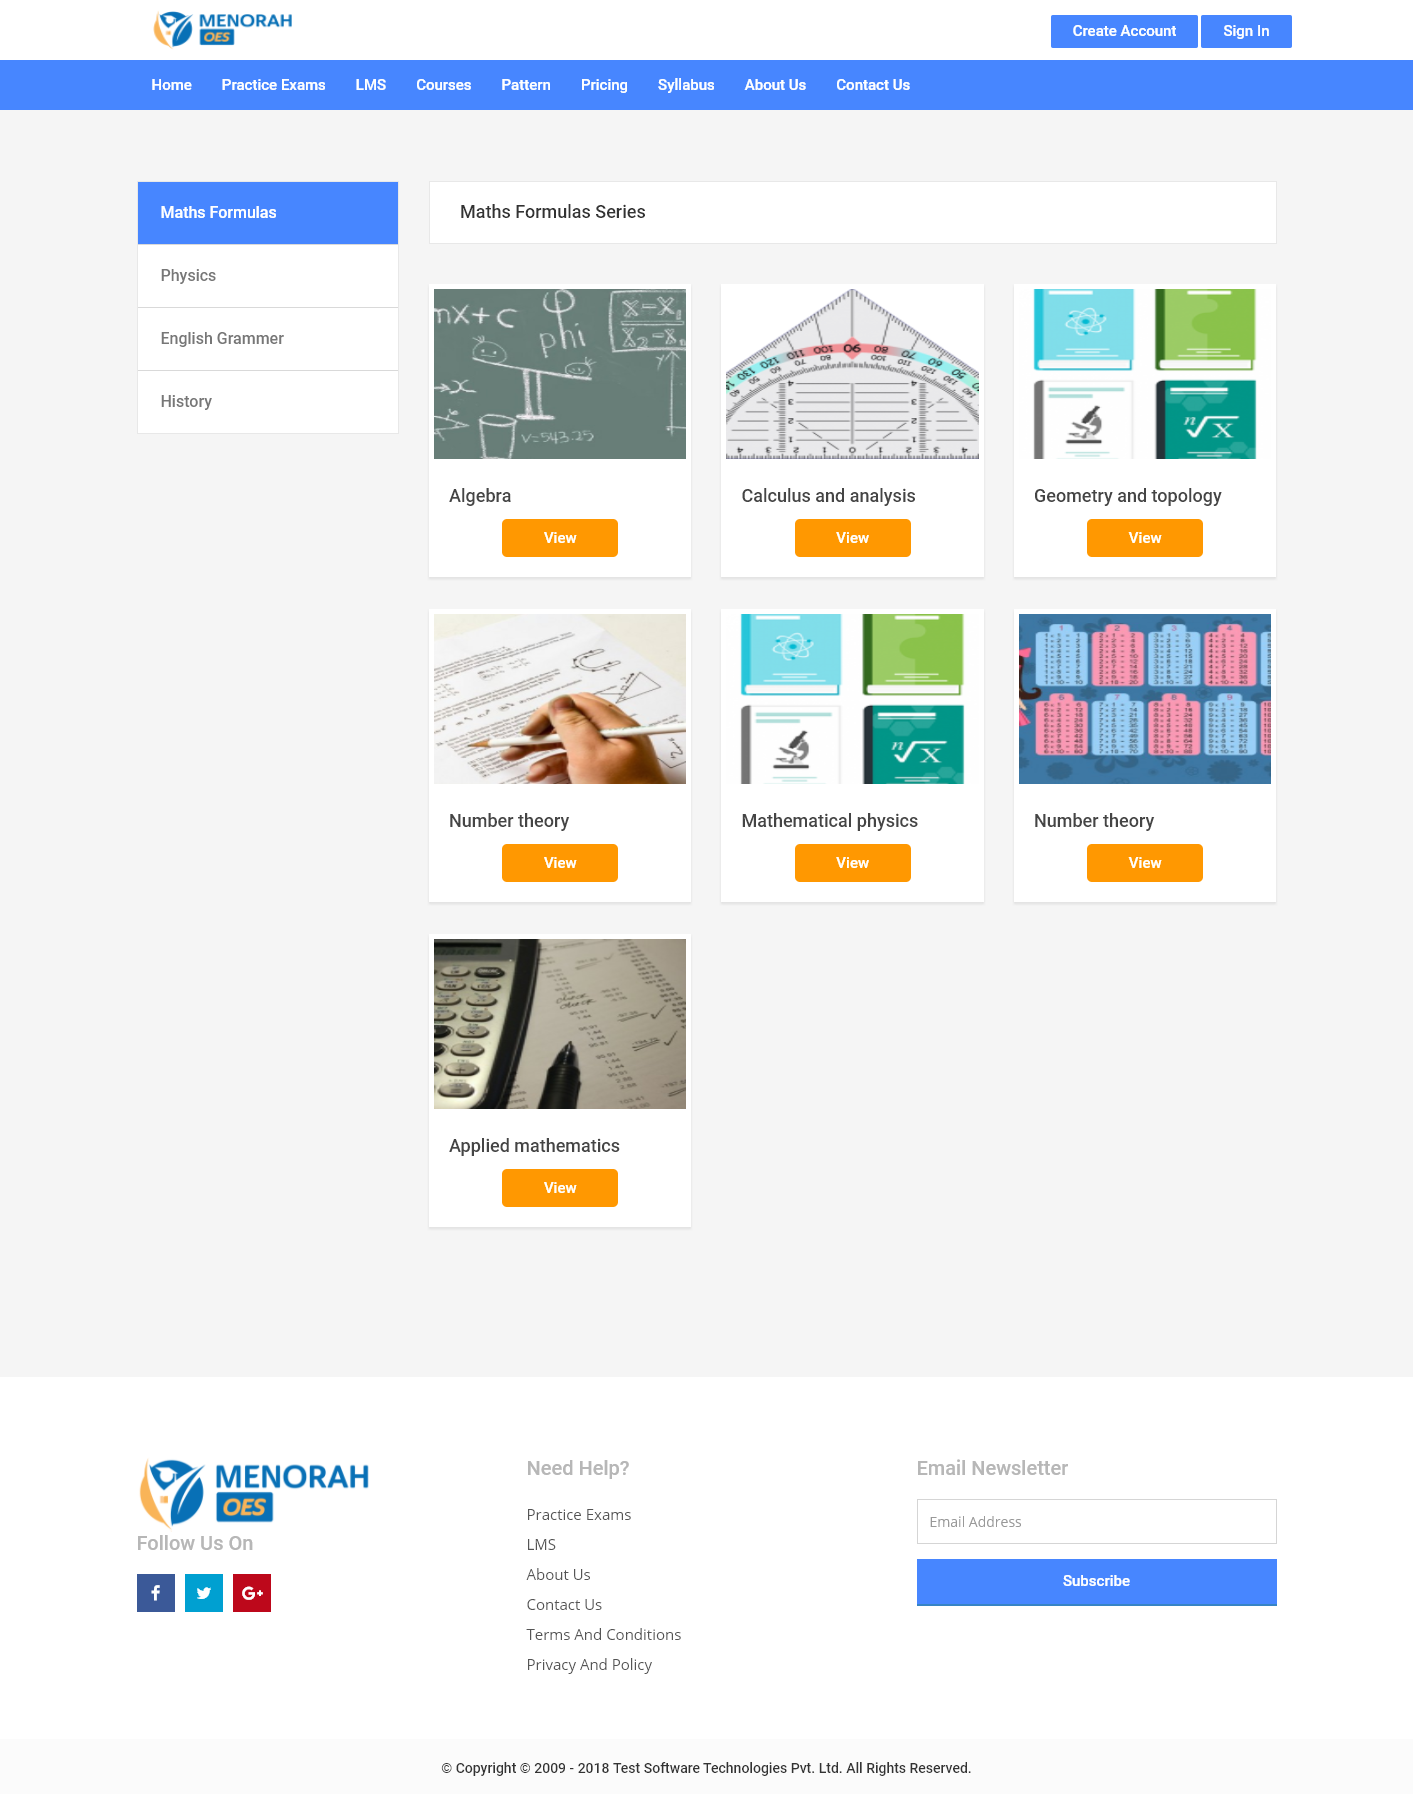 MENORAH
OES
Create Account
Sign In
Home Practice Exams LMS Courses Pattern Pricing Syllabus About Us Contact Us
Maths Formulas
Physics
English Grammer
History
Maths Formulas Series
mx+c
phi
V=543.25
Algebra
View
Calculus and analysis
View
Geometry and topology
View
Number theory
View
Mathematical physics
View
Number theory
View
Applied mathematics
View
MENORAH
OES
Follow Us On
Need Help?
Practice Exams
LMS
About Us
Contact Us
Terms And Conditions
Privacy And Policy
Email Newsletter
Email Address
Subscribe
© Copyright © 2009 - 2018 Test Software Technologies Pvt. Ltd. All Rights Reserved.